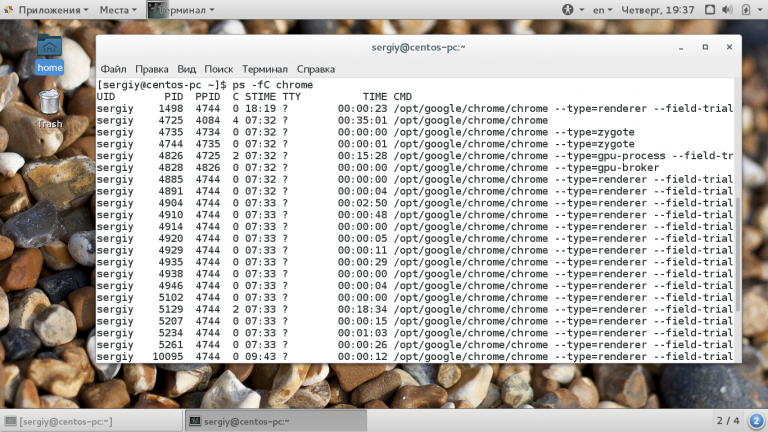 Приложения Места Терминал en Четверг, 19:37
home
Trash
sergiy@centos-pc:~
Файл Правка Вид Поиск Терминал Справка
[sergiy@centos-pc ~]$ ps -fC chrome
UID PID PPID C STIME TTY TIME CMD
sergiy 1498 4744 0 18:19 ? 00:00:23 /opt/google/chrome/chrome --type=renderer --field-trial
sergiy 4725 4084 4 07:32 ? 00:35:01 /opt/google/chrome/chrome
sergiy 4735 4734 0 07:32 ? 00:00:00 /opt/google/chrome/chrome --type=zygote
sergiy 4744 4735 0 07:32 ? 00:00:01 /opt/google/chrome/chrome --type=zygote
sergiy 4826 4725 2 07:32 ? 00:15:28 /opt/google/chrome/chrome --type=gpu-process --field-tr
sergiy 4828 4826 0 07:32 ? 00:00:00 /opt/google/chrome/chrome --type=gpu-broker
sergiy 4885 4744 0 07:32 ? 00:00:00 /opt/google/chrome/chrome --type=renderer --field-trial
sergiy 4891 4744 0 07:32 ? 00:00:04 /opt/google/chrome/chrome --type=renderer --field-trial
sergiy 4904 4744 0 07:33 ? 00:02:50 /opt/google/chrome/chrome --type=renderer --field-trial
sergiy 4910 4744 0 07:33 ? 00:00:48 /opt/google/chrome/chrome --type=renderer --field-trial
sergiy 4914 4744 0 07:33 ? 00:00:00 /opt/google/chrome/chrome --type=renderer --field-trial
sergiy 4920 4744 0 07:33 ? 00:00:05 /opt/google/chrome/chrome --type=renderer --field-trial
sergiy 4929 4744 0 07:33 ? 00:00:11 /opt/google/chrome/chrome --type=renderer --field-trial
sergiy 4935 4744 0 07:33 ? 00:00:29 /opt/google/chrome/chrome --type=renderer --field-trial
sergiy 4938 4744 0 07:33 ? 00:00:00 /opt/google/chrome/chrome --type=renderer --field-trial
sergiy 4946 4744 0 07:33 ? 00:00:04 /opt/google/chrome/chrome --type=renderer --field-trial
sergiy 5102 4744 0 07:33 ? 00:00:00 /opt/google/chrome/chrome --type=renderer --field-trial
sergiy 5129 4744 2 07:33 ? 00:18:34 /opt/google/chrome/chrome --type=renderer --field-trial
sergiy 5207 4744 0 07:33 ? 00:00:15 /opt/google/chrome/chrome --type=renderer --field-trial
sergiy 5234 4744 0 07:33 ? 00:01:03 /opt/google/chrome/chrome --type=renderer --field-trial
sergiy 5261 4744 0 07:33 ? 00:00:26 /opt/google/chrome/chrome --type=renderer --field-trial
sergiy 10095 4744 0 09:43 ? 00:00:12 /opt/google/chrome/chrome --type=renderer --field-trial
[sergiy@centos-pc:~] sergiy@centos-pc:~ 2 / 4 2